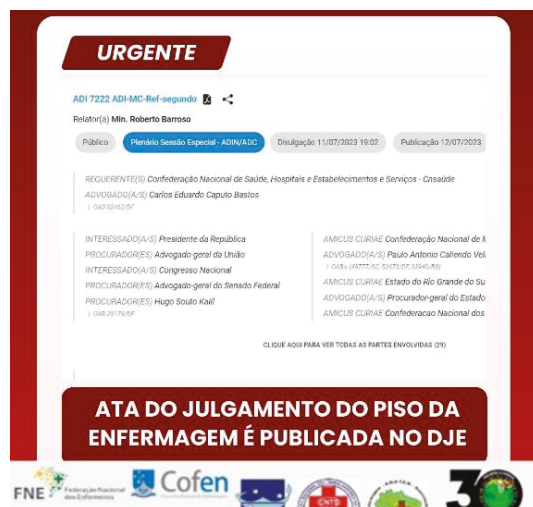 URGENTE
ADI 7222 ADI-MC-Ref-segundo
Relator(a) Min. Roberto Barroso
Público Plenário Sessão Especial - ADIN/ADC Divulgação 11/07/2023 19:02 Publicação 12/07/2023
REQUERENTE(S) Confederação Nacional de Saúde, Hospitais e Estabelecimentos e Serviços - Cnsaúde
ADVOGADO(A/S) Carlos Eduardo Caputo Bastos
INTERESSADO(A/S) Presidente da República
PROCURADOR(ES) Advogado-geral da União
INTERESSADO(A/S) Congresso Nacional
PROCURADOR(ES) Advogado-geral do Senado Federal
PROCURADOR(ES) Hugo Souto Kalil
AMICUS CURIAE Confederação Nacional de
ADVOGADO(A/S) Paulo Antonio Caliendo
AMICUS CURIAE Estado do Rio Grande do Su
ADVOGADO(A/S) Procurador-geral do Estado
AMICUS CURIAE Confederacao Nacional dos
CLIQUE AQUI PARA VER TODAS AS PARTES ENVOLVIDAS (29)
ATA DO JULGAMENTO DO PISO DA
ENFERMAGEM É PUBLICADA NO DJE
FNE Federação Nacional
dos Enfermeiros
Cofen
CNTS
30